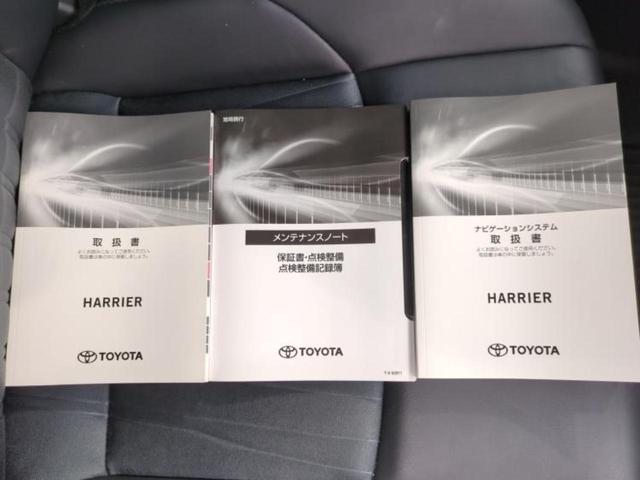 取扱書
よくお読みになってご使用ください。
取扱書は車の中に保管しましょう。
HARRIER
TOYOTA
メンテナンスノート
保証書・点検整備
点検整備記録簿
TOYOTA
ナビゲーションシステム
取扱書
よくお読みになってご使用ください。
取扱書は車の中に保管しましょう。
HARRIER
TOYOTA